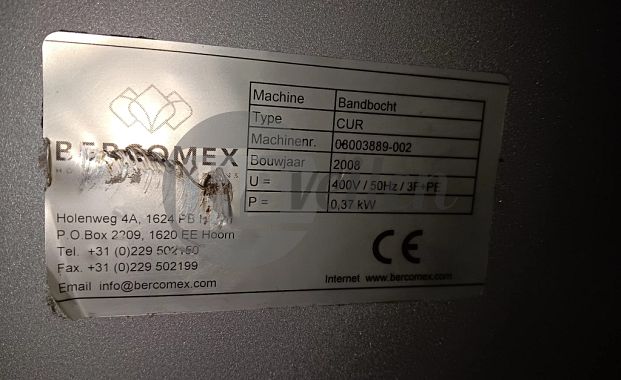 BERCOMEX
Machine Bandbocht
Type CUR
Machinenr. 08003889-002
Bouwjaar 2008
U = 400V / 50Hz / 3F+PE
P = 0,37 kW
Holenweg 4A, 1624 PB
P.O.Box 2209, 1620 EE Hoorn
Tel. +31 (0)229
Fax. +31 (0)229 502199
Email info@bercomex.com
CE
Internet www.bercomex.com